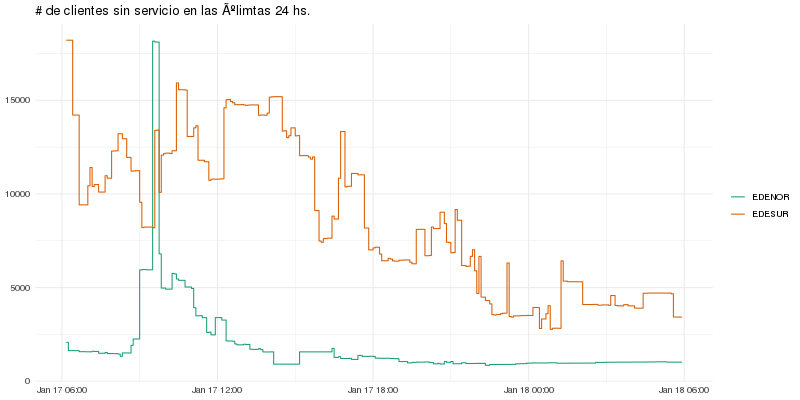 # de clientes sin servicio en las Ãºlimtas 24 hs.
15000
10000
5000
0
Jan 17 06:00
Jan 17 12:00
Jan 17 18:00
Jan 18 00:00
Jan 18 06:00
EDENOR
EDESUR